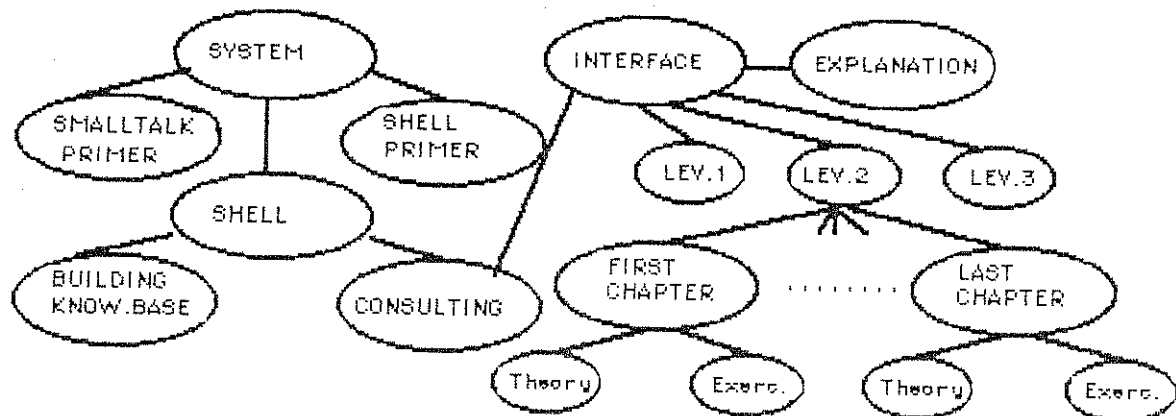 SYSTEM
INTERFACE
EXPLANATION
SMALLTALK
PRIMER
SHELL
PRIMER
LEV.1
LEV.2
LEV.3
SHELL
BUILDING
KNOW.BASE
CONSULTING
FIRST
CHAPTER
LAST
CHAPTER
Theory
Exerc.
Theory
Exerc.